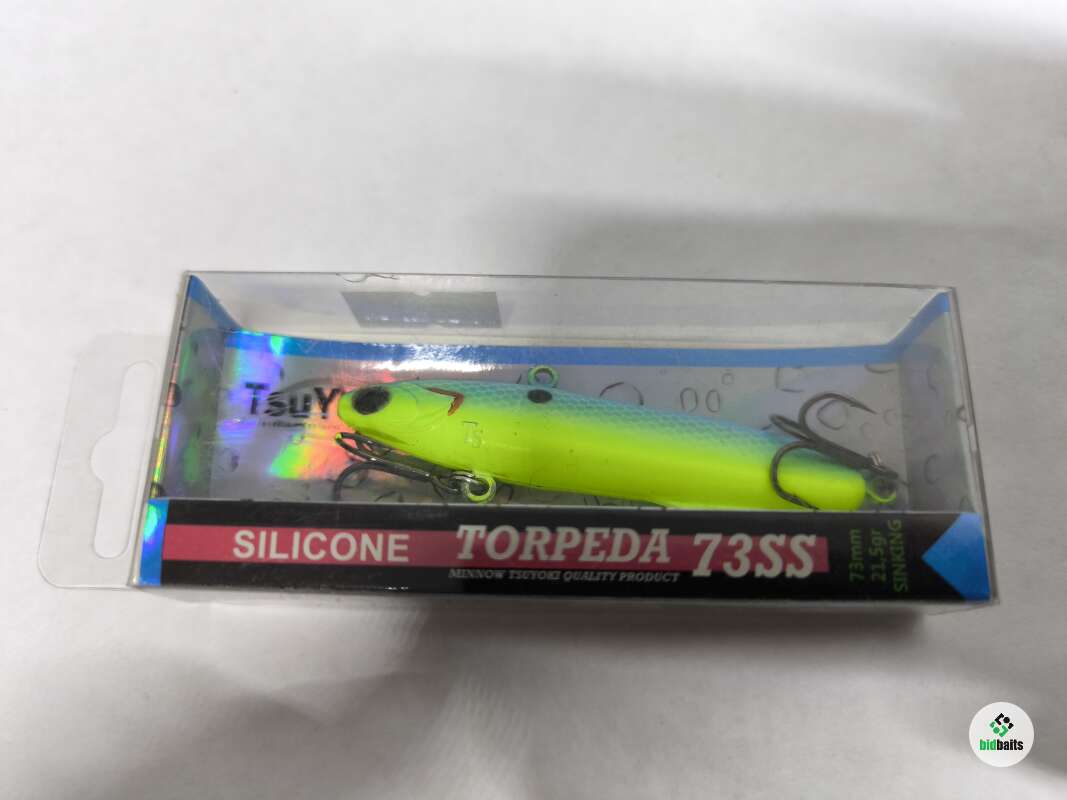 TsuY
SILICONE TORPEDA 73SS
MINNOW TSUYOKI QUALITY PRODUCT
73mm
21,5gr
SINKING
bidbaits